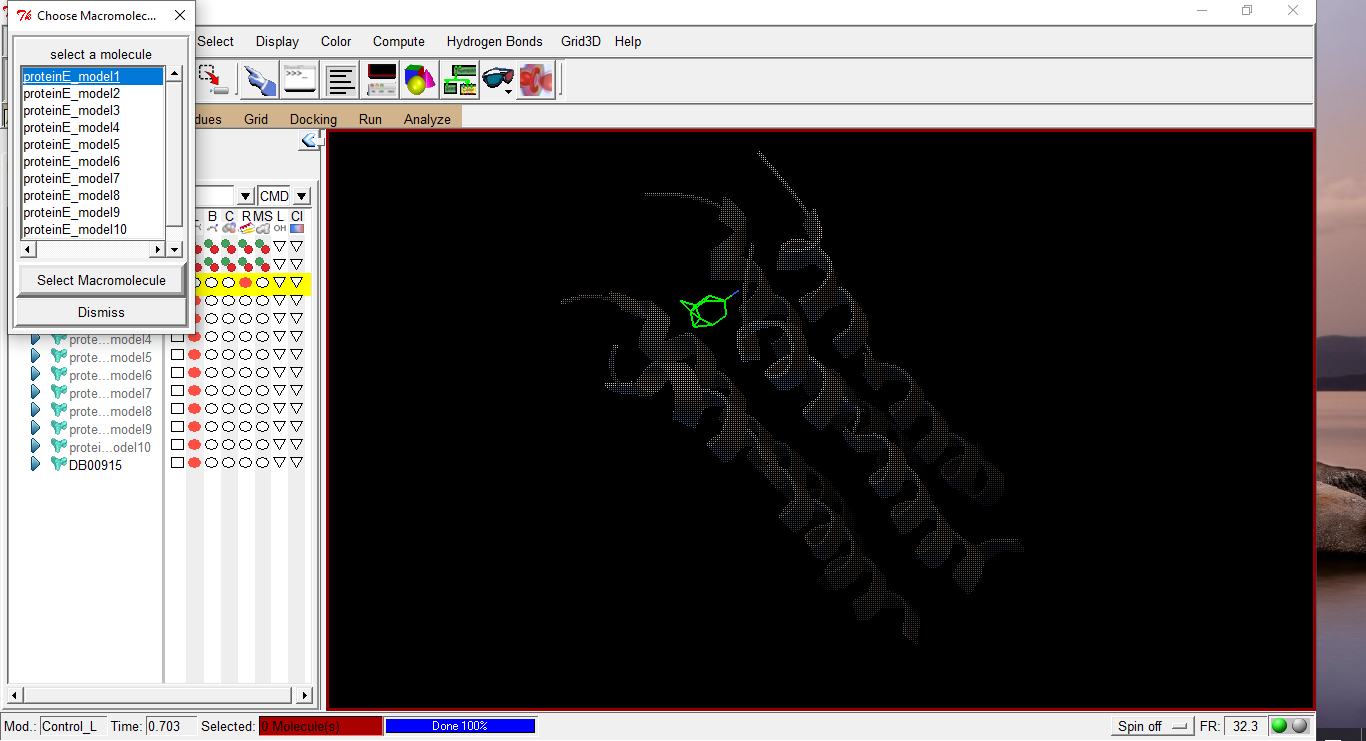 Choose Macromolec...
select a molecule
proteinE_model1
proteinE_model2
proteinE_model3
proteinE_model4
proteinE_model5
proteinE_model6
proteinE_model7
proteinE_model8
proteinE_model9
proteinE_model10
Select Macromolecule
Dismiss
Select Display Color Compute Hydrogen Bonds Grid3D Help
>>>_
Grid Docking Run Analyze
CMD
B C R MS L Cl
OH
prote...model4
prote...model5
prote...model6
prote...model7
prote...model8
prote...model9
protei...odel10
DB00915
Mod.: Control_L Time: 0.703 Selected: 0 Molecule(s) Done 100% Spin off FR: 32.3